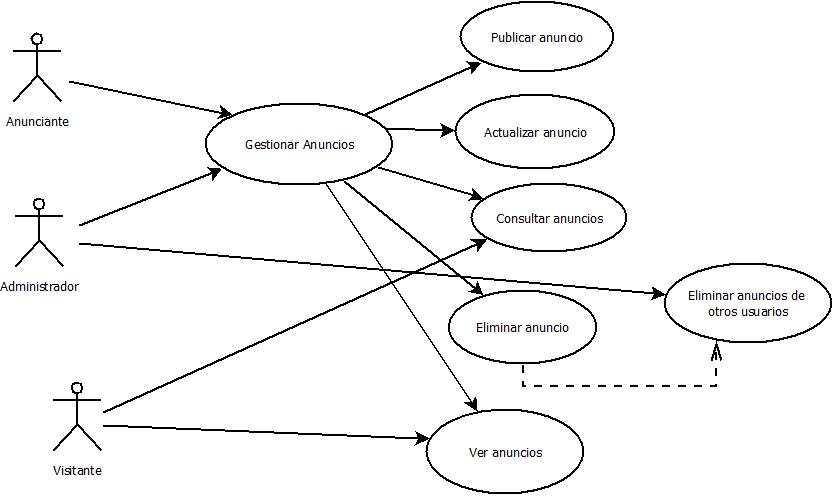 Publicar anuncio
Anunciante
Actualizar anuncio
Gestionar Anuncios
Consultar anuncios
Administrador
Eliminar anuncios de
otros usuarios
Eliminar anuncio
Ver anuncios
Visitante